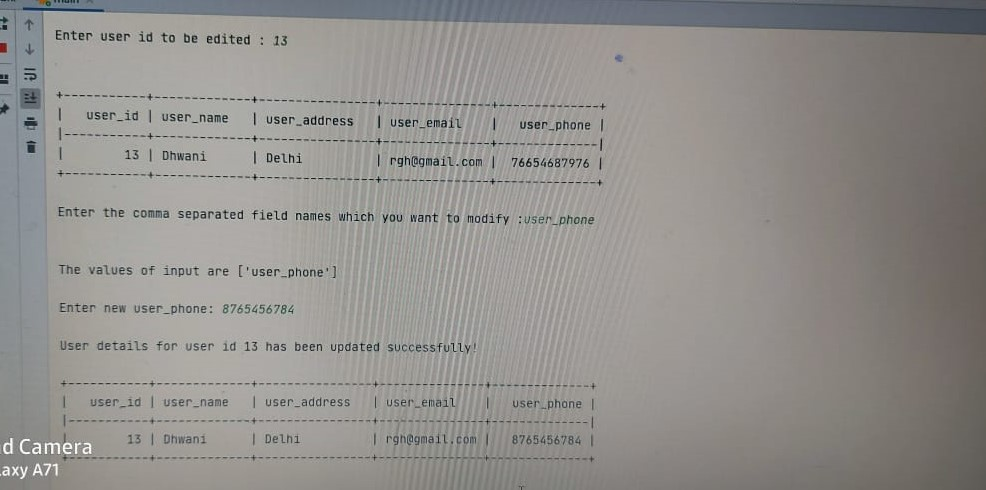 main
Enter user id to be edited : 13
+-----------+-------------+---------------+---------------+--------------+
| user_id | user_name | user_address | user_email | user_phone |
|-----------+-------------+---------------+---------------+--------------|
| 13 | Dhwani | Delhi | rgh@gmail.com | 76654687976 |
+-----------+-------------+---------------+---------------+--------------+
Enter the comma separated field names which you want to modify :user_phone
The values of input are ['user_phone']
Enter new user_phone: 8765456784
User details for user id 13 has been updated successfully!
+-----------+-------------+---------------+---------------+--------------+
| user_id | user_name | user_address | user_email | user_phone |
|-----------+-------------+---------------+---------------+--------------|
| 13 | Dhwani | Delhi | rgh@gmail.com | 8765456784 |
+-----------+-------------+---------------+---------------+--------------+
d Camera
axy A71